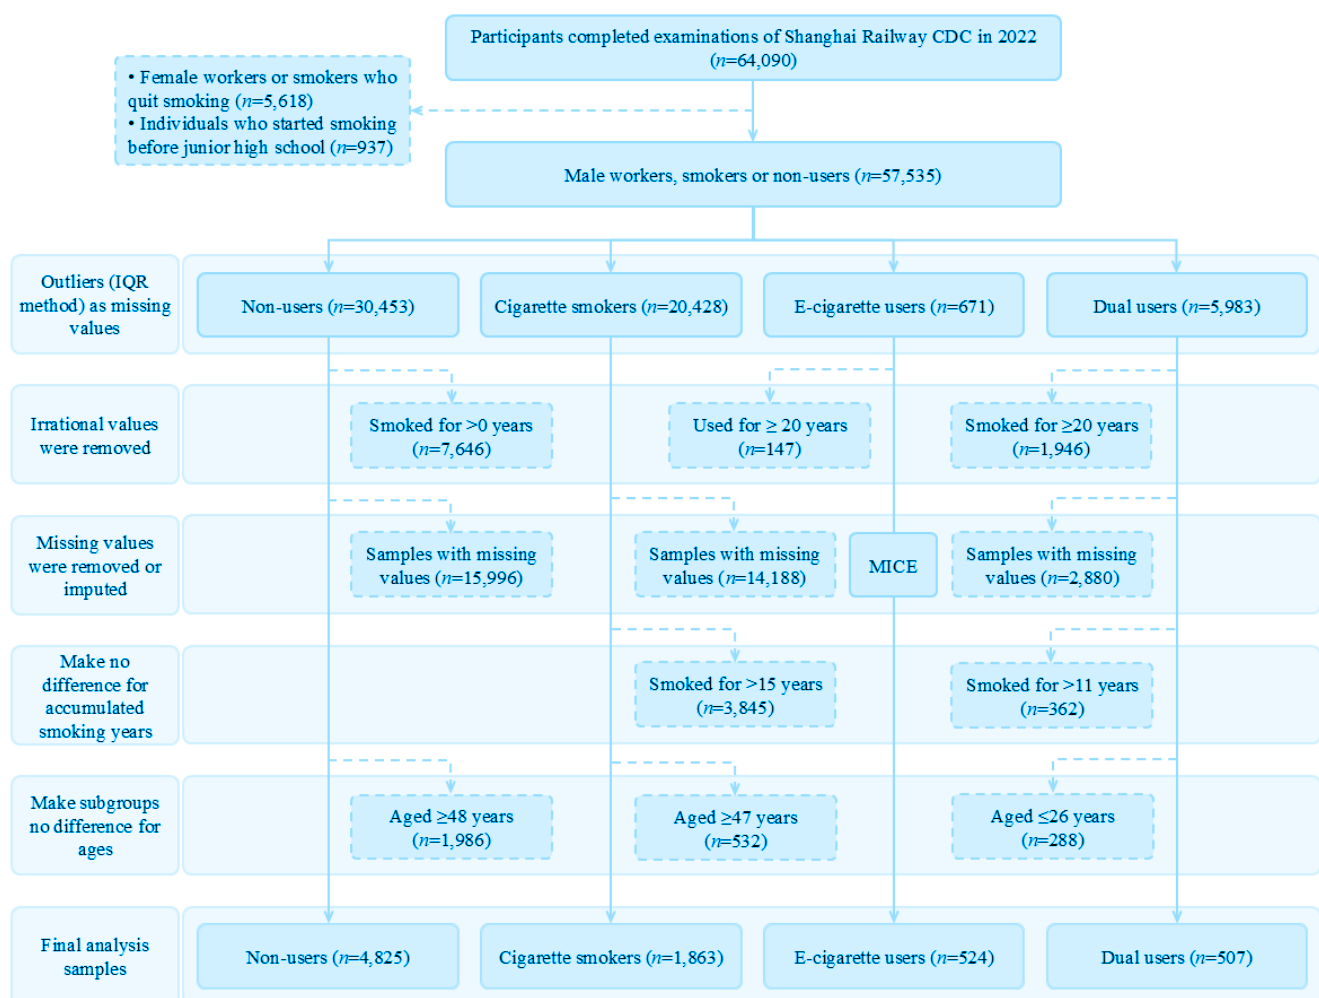 Participants completed examinations of Shanghai Railway CDC in 2022
(n=64,090)
• Female workers or smokers who
quit smoking (n=5,618)
• Individuals who started smoking
before junior high school (n=937)
Male workers, smokers or non-users (n=57,535)
Outliers (IQR
method) as missing
values
Non-users (n=30,453)
Cigarette smokers (n=20,428)
E-cigarette users (n=671)
Dual users (n=5,983)
Irrational values
were removed
Smoked for >0 years
(n=7,646)
Used for ≥ 20 years
(n=147)
Smoked for ≥20 years
(n=1,946)
Missing values
were removed or
imputed
Samples with missing
values (n=15,996)
Samples with missing
values (n=14,188)
MICE
Samples with missing
values (n=2,880)
Make no
difference for
accumulated
smoking years
Smoked for >15 years
(n=3,845)
Smoked for >11 years
(n=362)
Make subgroups
no difference for
ages
Aged ≥48 years
(n=1,986)
Aged ≥47 years
(n=532)
Aged ≤26 years
(n=288)
Final analysis
samples
Non-users (n=4,825)
Cigarette smokers (n=1,863)
E-cigarette users (n=524)
Dual users (n=507)